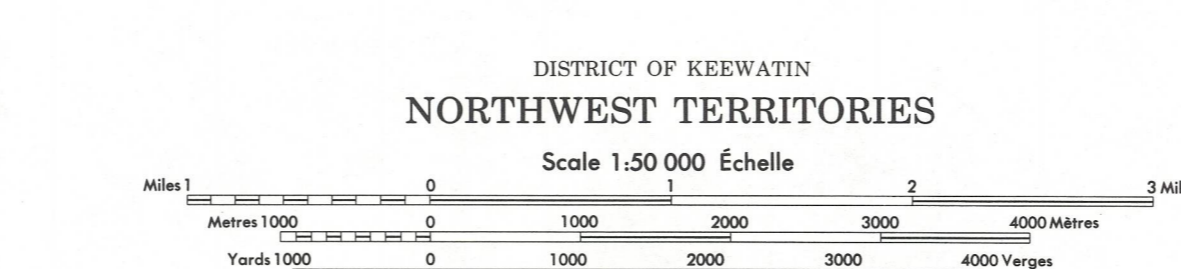 DISTRICT OF KEEWATIN
NORTHWEST TERRITORIES
Scale 1:50 000 Échelle
Miles 1 0 1 2 3
Metres 1000 0 1000 2000 3000 4000 Mètres
Yards 1000 0 1000 2000 3000 4000 Verges